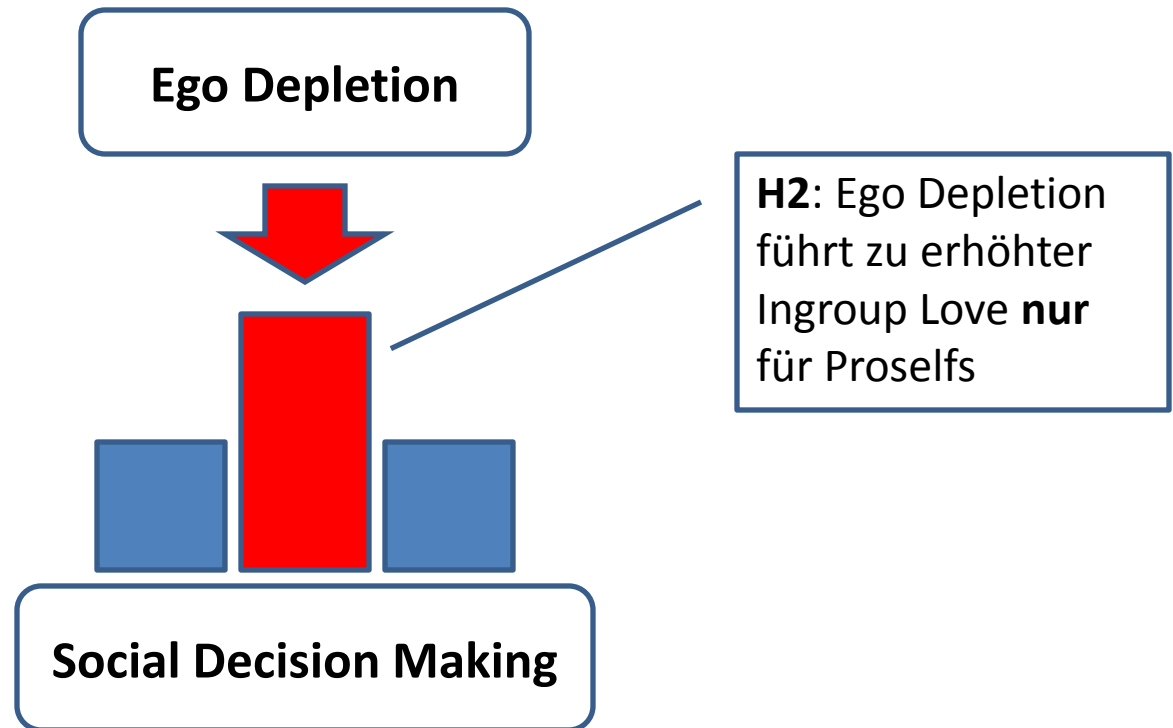 Ego Depletion
H2: Ego Depletion
führt zu erhöhter
Ingroup Love nur
für Proselfs
Social Decision Making